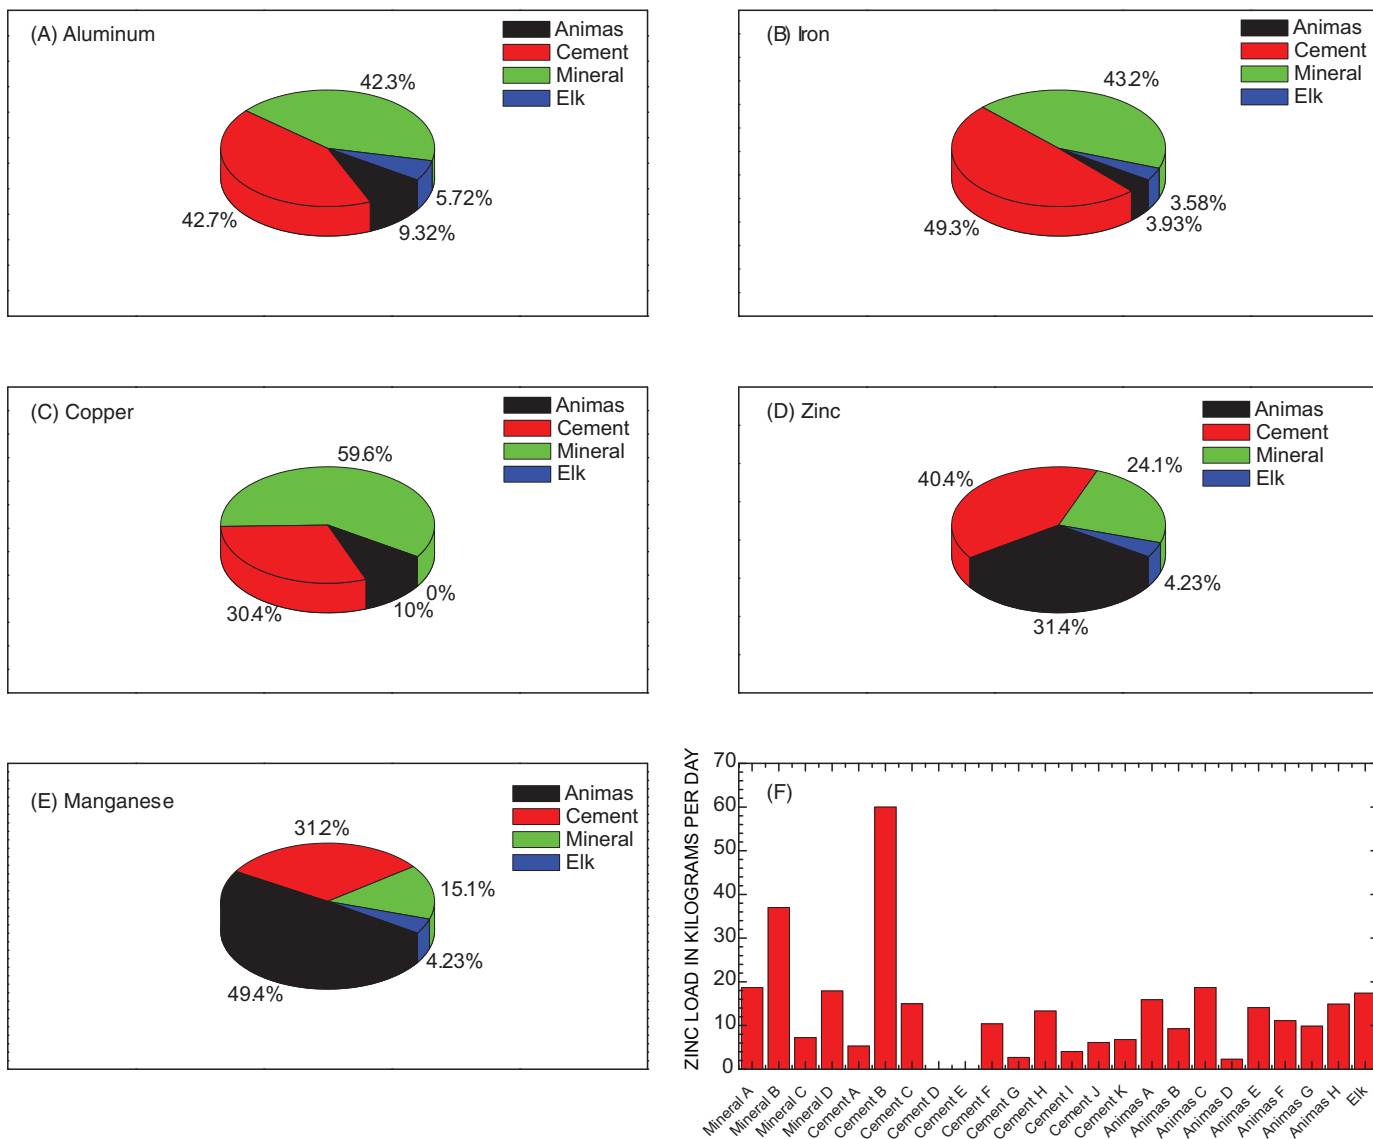 (A) Aluminum
Animas
Cement
Mineral
Elk
42.3%
42.7%
5.72%
9.32%
(B) Iron
Animas
Cement
Mineral
Elk
43.2%
49.3%
3.58%
3.93%
(C) Copper
Animas
Cement
Mineral
Elk
59.6%
30.4%
0%
10%
(D) Zinc
Animas
Cement
Mineral
Elk
40.4%
24.1%
4.23%
31.4%
(E) Manganese
Animas
Cement
Mineral
Elk
31.2%
15.1%
4.23%
49.4%
(F)
ZINC LOAD IN KILOGRAMS PER DAY
70
60
50
40
30
20
10
0
Mineral A
Mineral B
Mineral C
Mineral D
Cement A
Cement B
Cement C
Cement D
Cement E
Cement F
Cement G
Cement H
Cement I
Cement J
Cement K
Animas A
Animas B
Animas C
Animas D
Animas E
Animas F
Animas G
Animas H
Elk